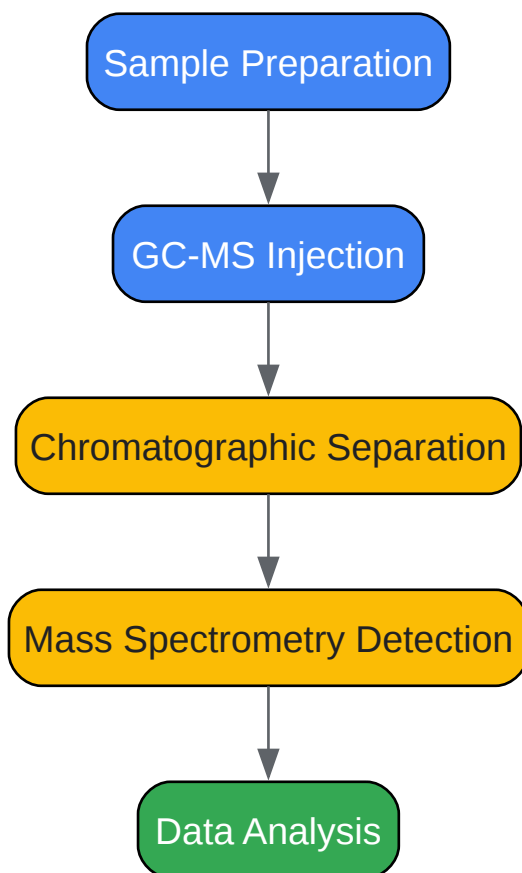 Sample Preparation
GC-MS Injection
Chromatographic Separation
Mass Spectrometry Detection
Data Analysis